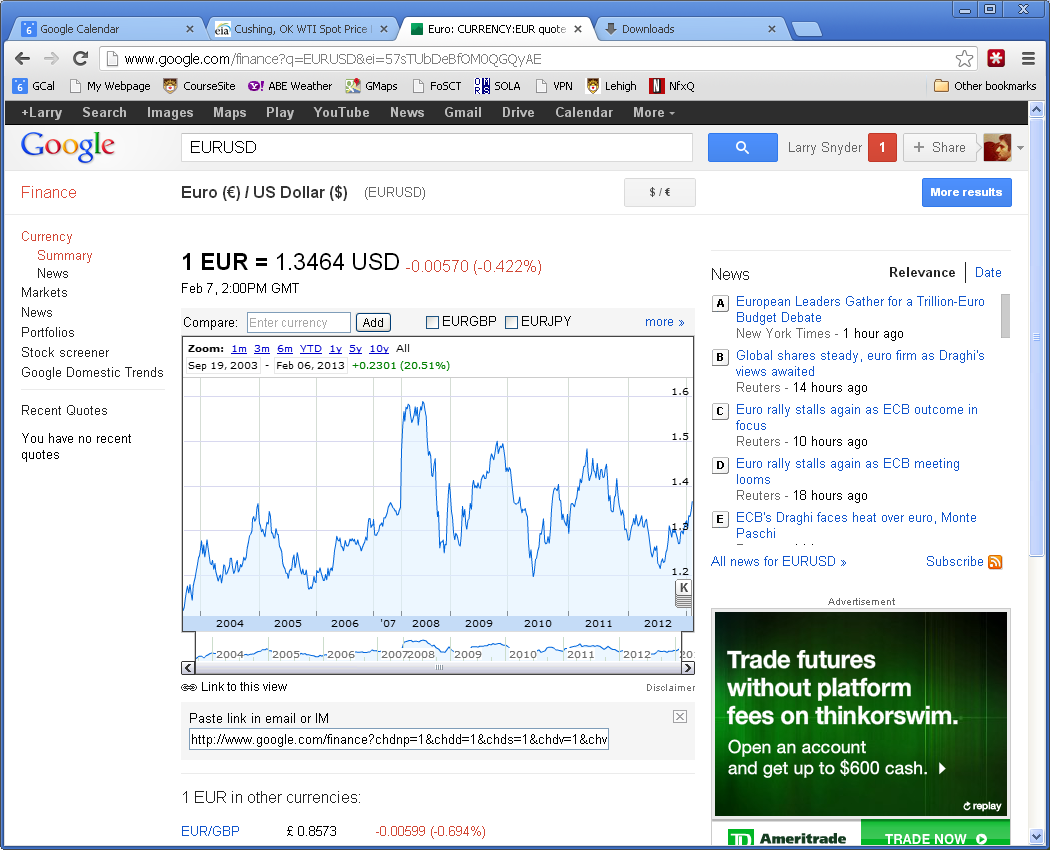 6 Google Calendar
eia Cushing, OK WTI Spot Price
Euro: CURRENCY:EUR quote
Downloads
www.google.com/finance?q=EURUSD&ei=57sTUbDeBfOM0QGQyAE
6 GCal My Webpage CourseSite Y! ABE Weather GMaps FoSCT SOLA VPN Lehigh N NfxQ Other bookmarks
+Larry Search Images Maps Play YouTube News Gmail Drive Calendar More
Google EURUSD Larry Snyder 1 + Share
Finance Euro (€) / US Dollar ($) (EURUSD) $ / € More results
Currency
Summary
News
Markets
News
Portfolios
Stock screener
Google Domestic Trends
Recent Quotes
You have no recent
quotes
1 EUR = 1.3464 USD -0.00570 (-0.422%)
Feb 7, 2:00PM GMT
Compare: Enter currency Add EURGBP EURJPY more »
Zoom: 1m 3m 6m YTD 1y 5y 10y All
Sep 19, 2003 - Feb 06, 2013 +0.2301 (20.51%)
1.6
1.5
1.4
1.3
1.2
K
2004 2005 2006 '07 2008 2009 2010 2011 2012
2004 2005 2006 2007 2008 2009 2010 2011 2012
Link to this view Disclaimer
Paste link in email or IM
http://www.google.com/finance?chdnp=1&chdd=1&chds=1&chdv=1&chv
1 EUR in other currencies:
EUR/GBP £ 0.8573 -0.00599 (-0.694%)
News Relevance Date
A European Leaders Gather for a Trillion-Euro
Budget Debate
New York Times - 1 hour ago
B Global shares steady, euro firm as Draghi's
views awaited
Reuters - 14 hours ago
C Euro rally stalls again as ECB outcome in
focus
Reuters - 10 hours ago
D Euro rally stalls again as ECB meeting
looms
Reuters - 18 hours ago
E ECB's Draghi faces heat over euro, Monte
Paschi
All news for EURUSD » Subscribe
Advertisement
Trade futures
without platform
fees on thinkorswim.
Open an account
and get up to $600 cash.
replay
TD Ameritrade TRADE NOW